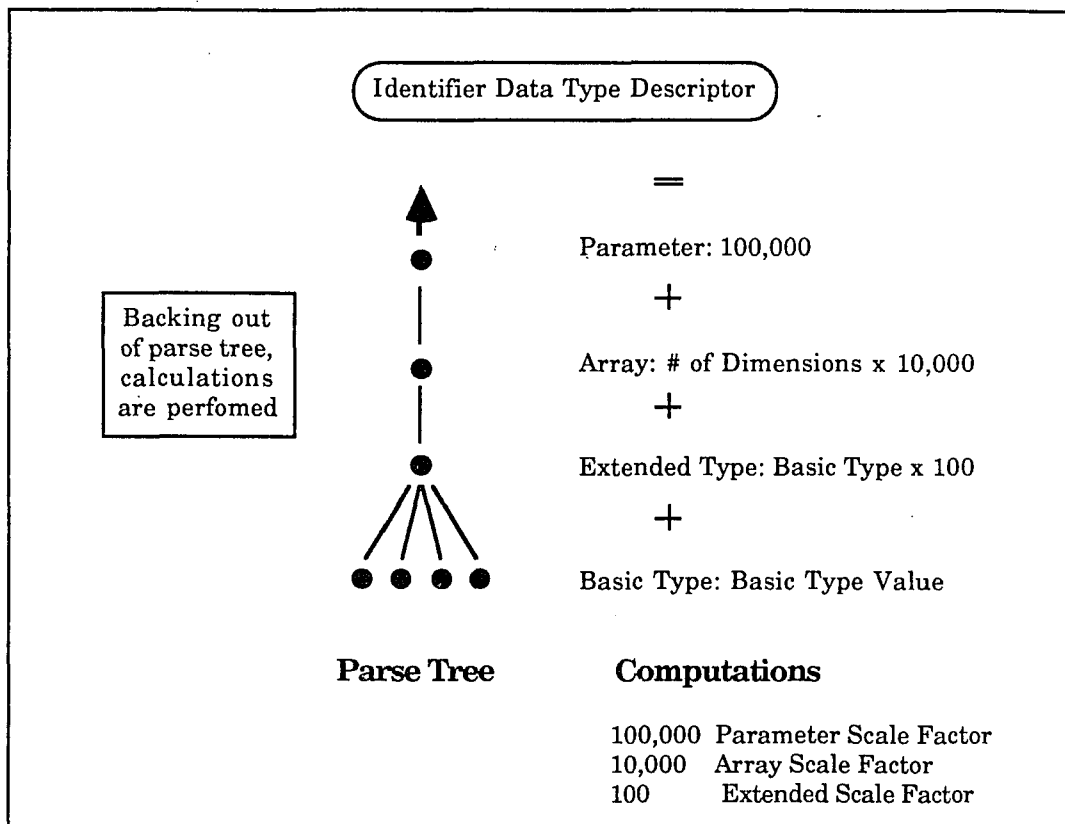 Identifier Data Type Descriptor
=
Parameter: 100,000
+
Backing out
of parse tree,
calculations
are perfomed
Array: # of Dimensions x 10,000
+
Extended Type: Basic Type x 100
+
Basic Type: Basic Type Value
Parse Tree
Computations
100,000 Parameter Scale Factor
10,000 Array Scale Factor
100 Extended Scale Factor